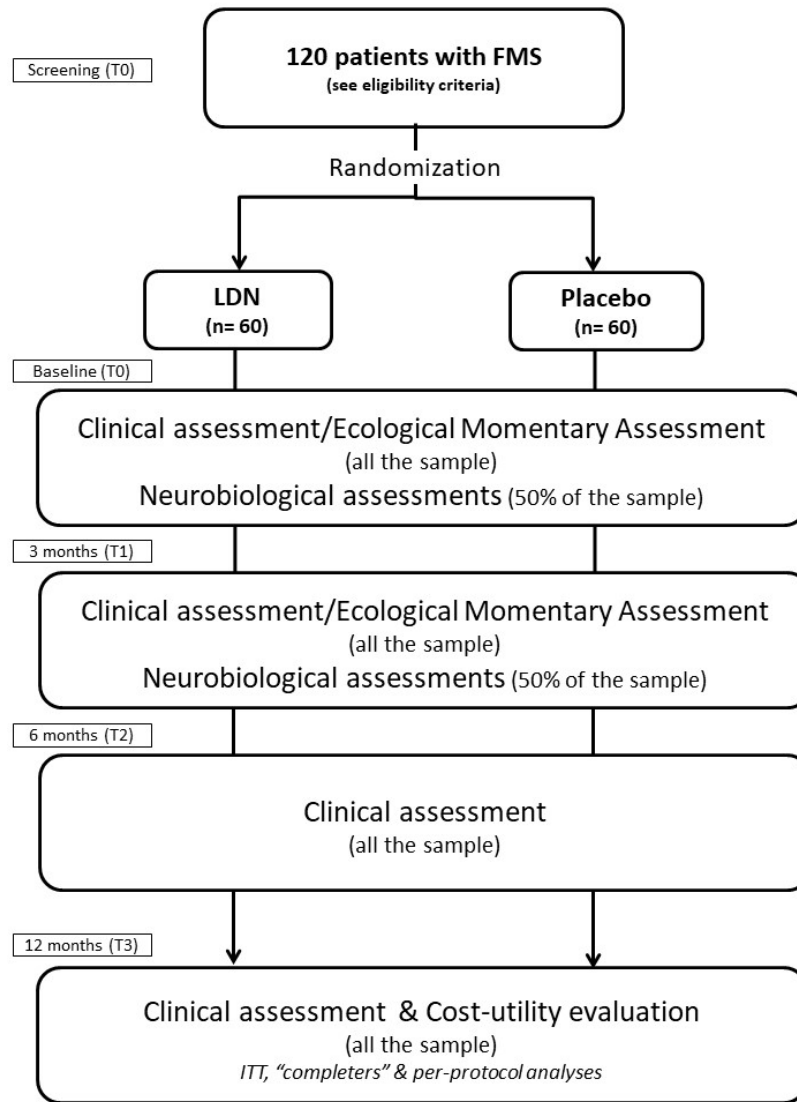 Screening (T0)
120 patients with FMS
(see eligibility criteria)
Randomization
LDN
(n= 60)
Placebo
(n= 60)
Baseline (T0)
Clinical assessment/Ecological Momentary Assessment
(all the sample)
Neurobiological assessments (50% of the sample)
3 months (T1)
Clinical assessment/Ecological Momentary Assessment
(all the sample)
Neurobiological assessments (50% of the sample)
6 months (T2)
Clinical assessment
(all the sample)
12 months (T3)
Clinical assessment & Cost-utility evaluation
(all the sample)
ITT, “completers” & per-protocol analyses